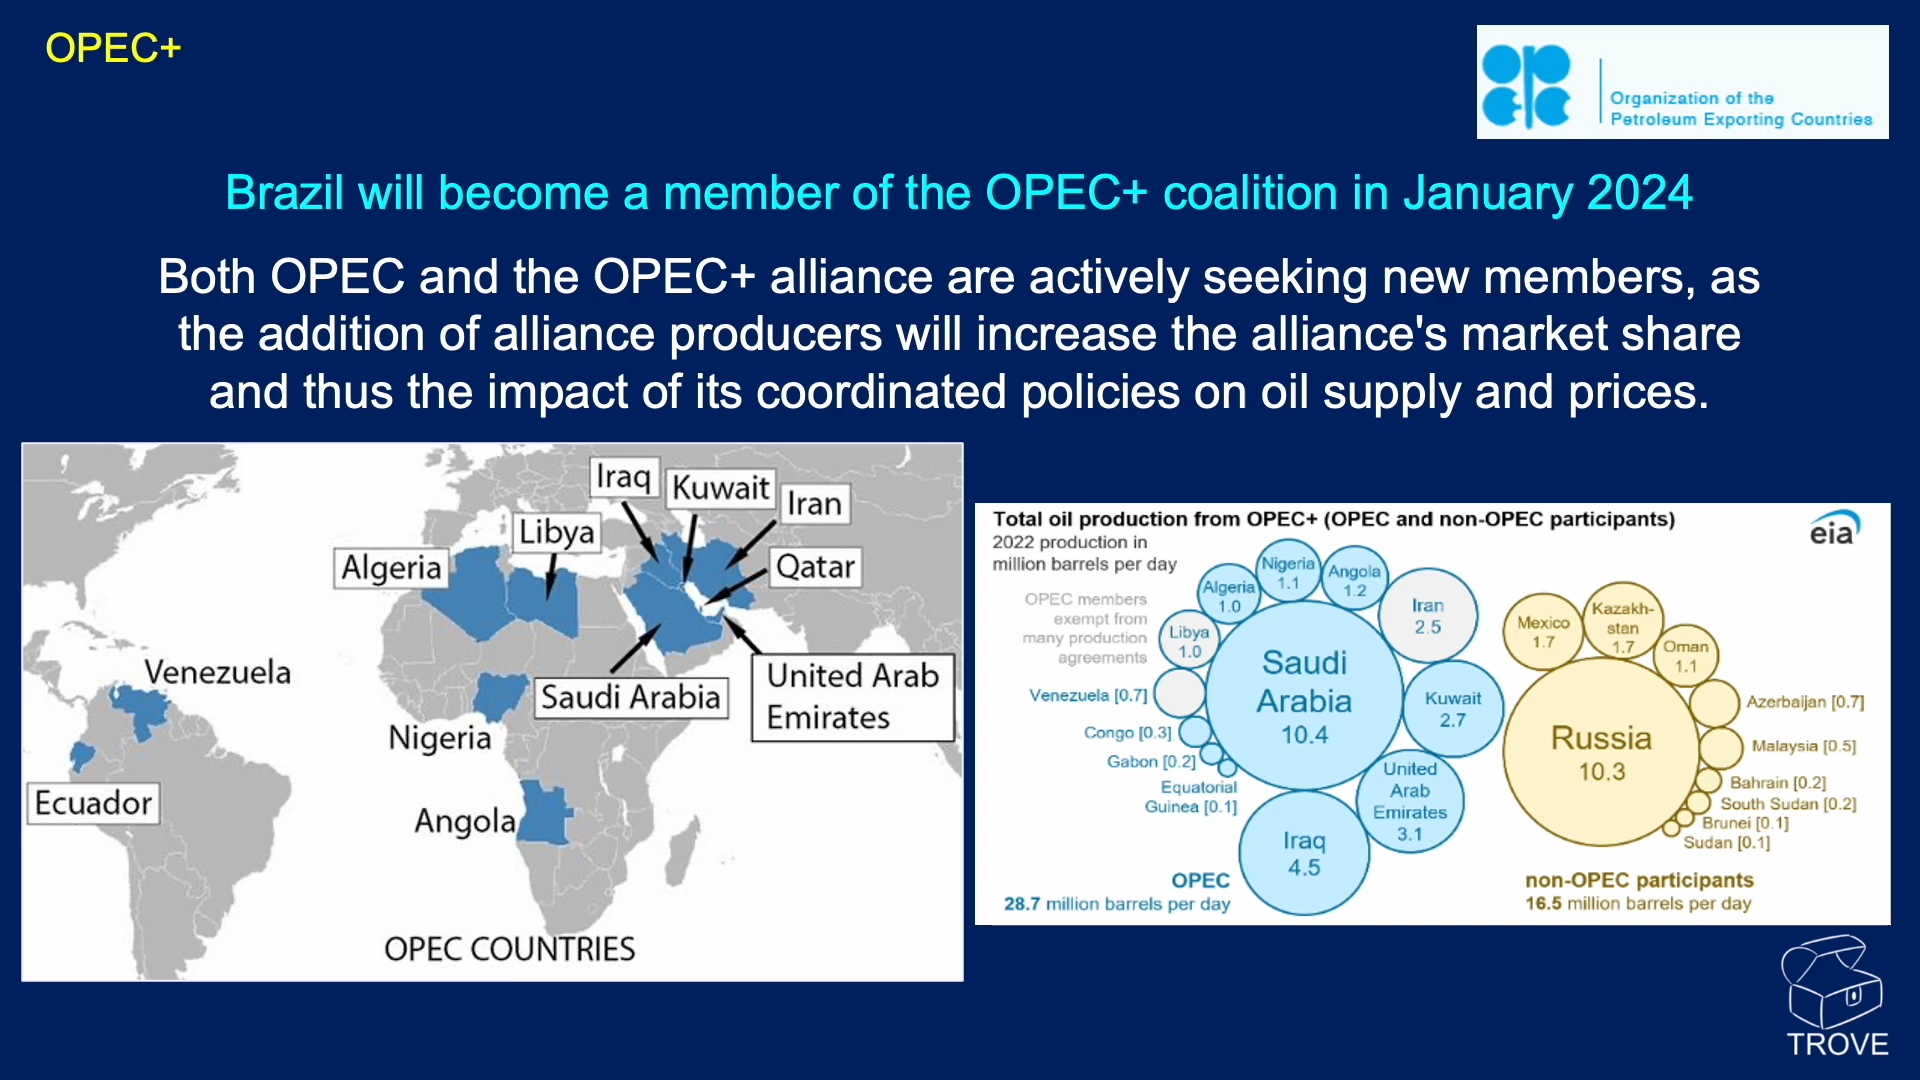 OPEC+
Organization of the
Petroleum Exporting Countries
Brazil will become a member of the OPEC+ coalition in January 2024
Both OPEC and the OPEC+ alliance are actively seeking new members, as
the addition of alliance producers will increase the alliance's market share
and thus the impact of its coordinated policies on oil supply and prices.
Iraq
Kuwait
Iran
Libya
Algeria
Qatar
Venezuela
Saudi Arabia
United Arab
Emirates
Nigeria
Ecuador
Angola
OPEC COUNTRIES
Total oil production from OPEC+ (OPEC and non-OPEC participants)
2022 production in
million barrels per day
eia
OPEC members
exempt from
many production
agreements
Nigeria
1.1
Angola
1.2
Algeria
1.0
Iran
2.5
Libya
1.0
Saudi
Arabia
10.4
Venezuela [0.7]
Kuwait
2.7
Congo [0.3]
Gabon [0.2]
Equatorial
Guinea [0.1]
United
Arab
Emirates
3.1
Iraq
4.5
OPEC
28.7 million barrels per day
Mexico
1.7
Kazakh-
stan
1.7
Oman
1.1
Russia
10.3
Azerbaijan [0.7]
Malaysia [0.5]
Bahrain [0.2]
South Sudan [0.2]
Brunei [0.1]
Sudan [0.1]
non-OPEC participants
16.5 million barrels per day
TROVE